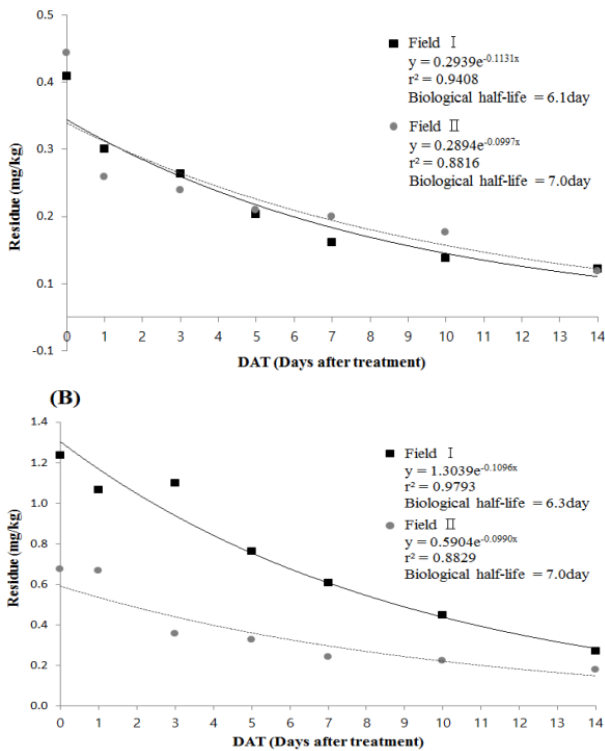 0.5
0.4
0.3
0.2
0.1
-0.1
Residue (mg/kg)
0 1 2 3 4 5 6 7 8 9 10 11 12 13 14
DAT (Days after treatment)
Field Ⅰ
y = 0.2939e^-0.1131x
r² = 0.9408
Biological half-life = 6.1day
Field Ⅱ
y = 0.2894e^-0.0997x
r² = 0.8816
Biological half-life = 7.0day
(B)
1.4
1.2
1.0
0.8
0.6
0.4
0.2
0.0
Residue (mg/kg)
0 1 2 3 4 5 6 7 8 9 10 11 12 13 14
DAT (Days after treatment)
Field Ⅰ
y = 1.3039e^-0.1096x
r² = 0.9793
Biological half-life = 6.3day
Field Ⅱ
y = 0.5904e^-0.0990x
r² = 0.8829
Biological half-life = 7.0day